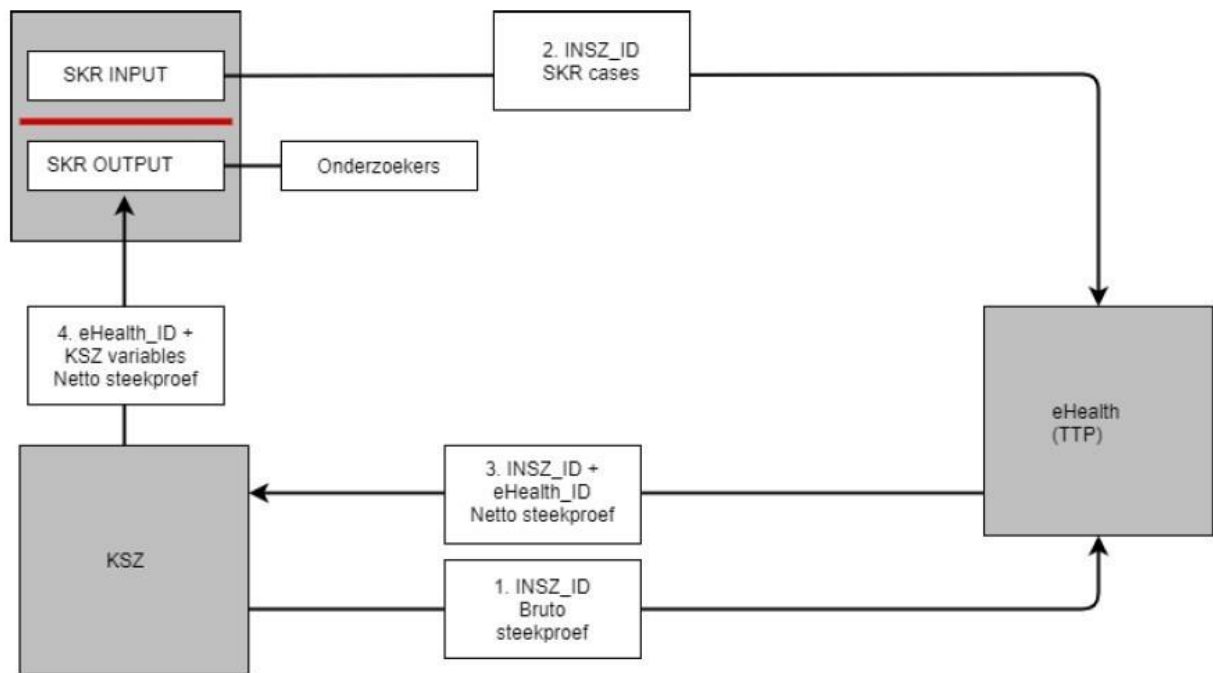 SKR INPUT
2. INSZ_ID
SKR cases
SKR OUTPUT
Onderzoekers
4. eHealth_ID +
KSZ variables
Netto steekproef
eHealth
(TTP)
3. INSZ_ID +
eHealth_ID
Netto steekproef
KSZ
1. INSZ_ID
Bruto
steekproef